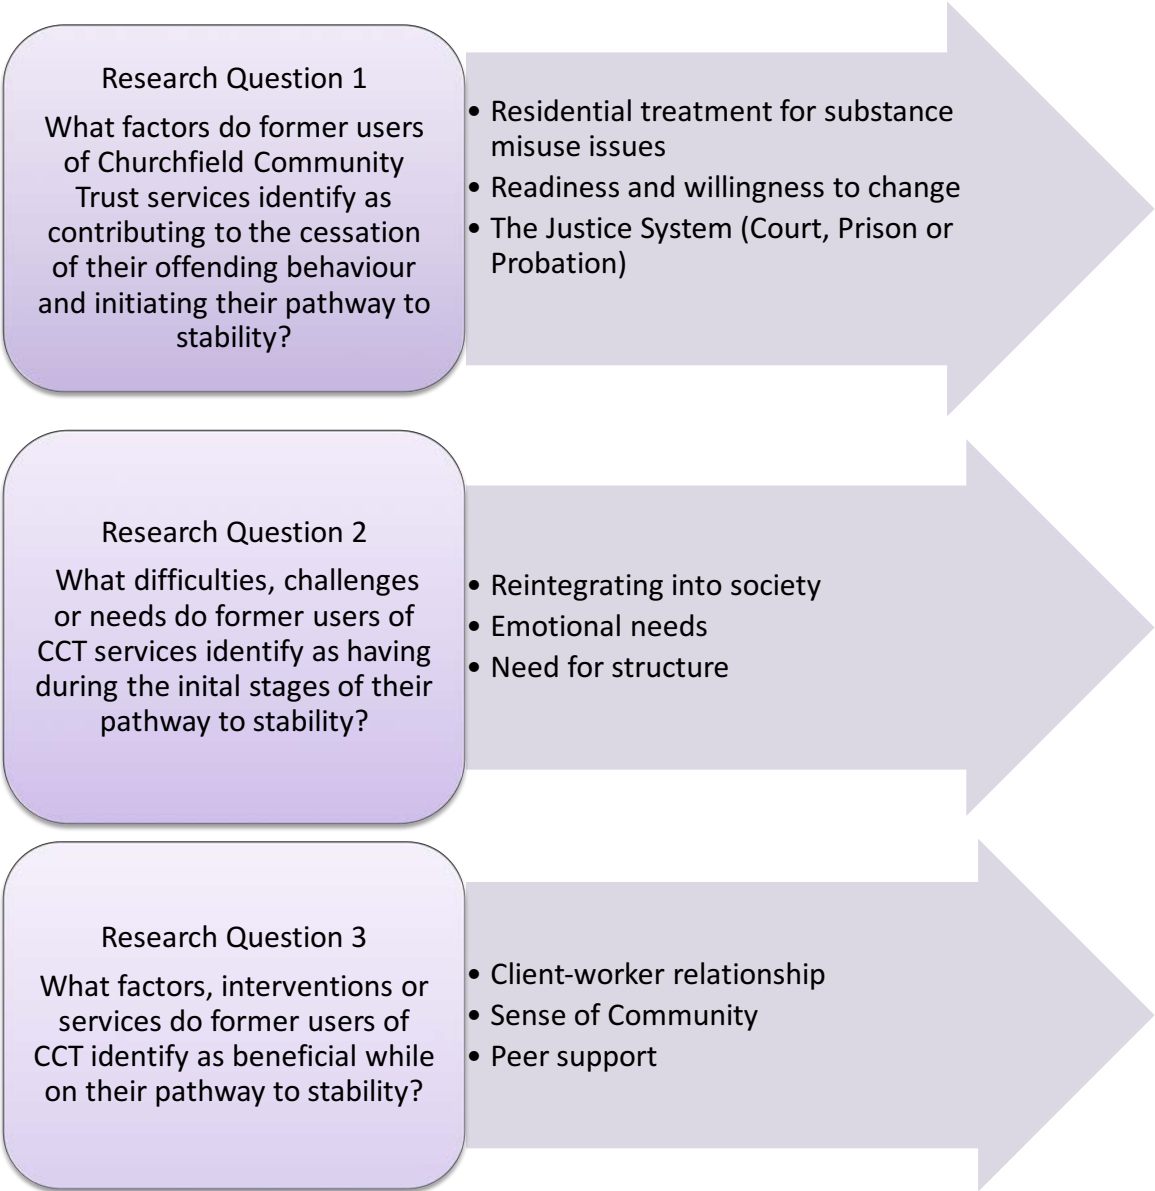 Research Question 1
What factors do former users
of Churchfield Community
Trust services identify as
contributing to the cessation
of their offending behaviour
and initiating their pathway to
stability?
• Residential treatment for substance
misuse issues
• Readiness and willingness to change
• The Justice System (Court, Prison or
Probation)
Research Question 2
What difficulties, challenges
or needs do former users of
CCT services identify as having
during the inital stages of their
pathway to stability?
• Reintegrating into society
• Emotional needs
• Need for structure
Research Question 3
What factors, interventions or
services do former users of
CCT identify as beneficial while
on their pathway to stability?
• Client-worker relationship
• Sense of Community
• Peer support